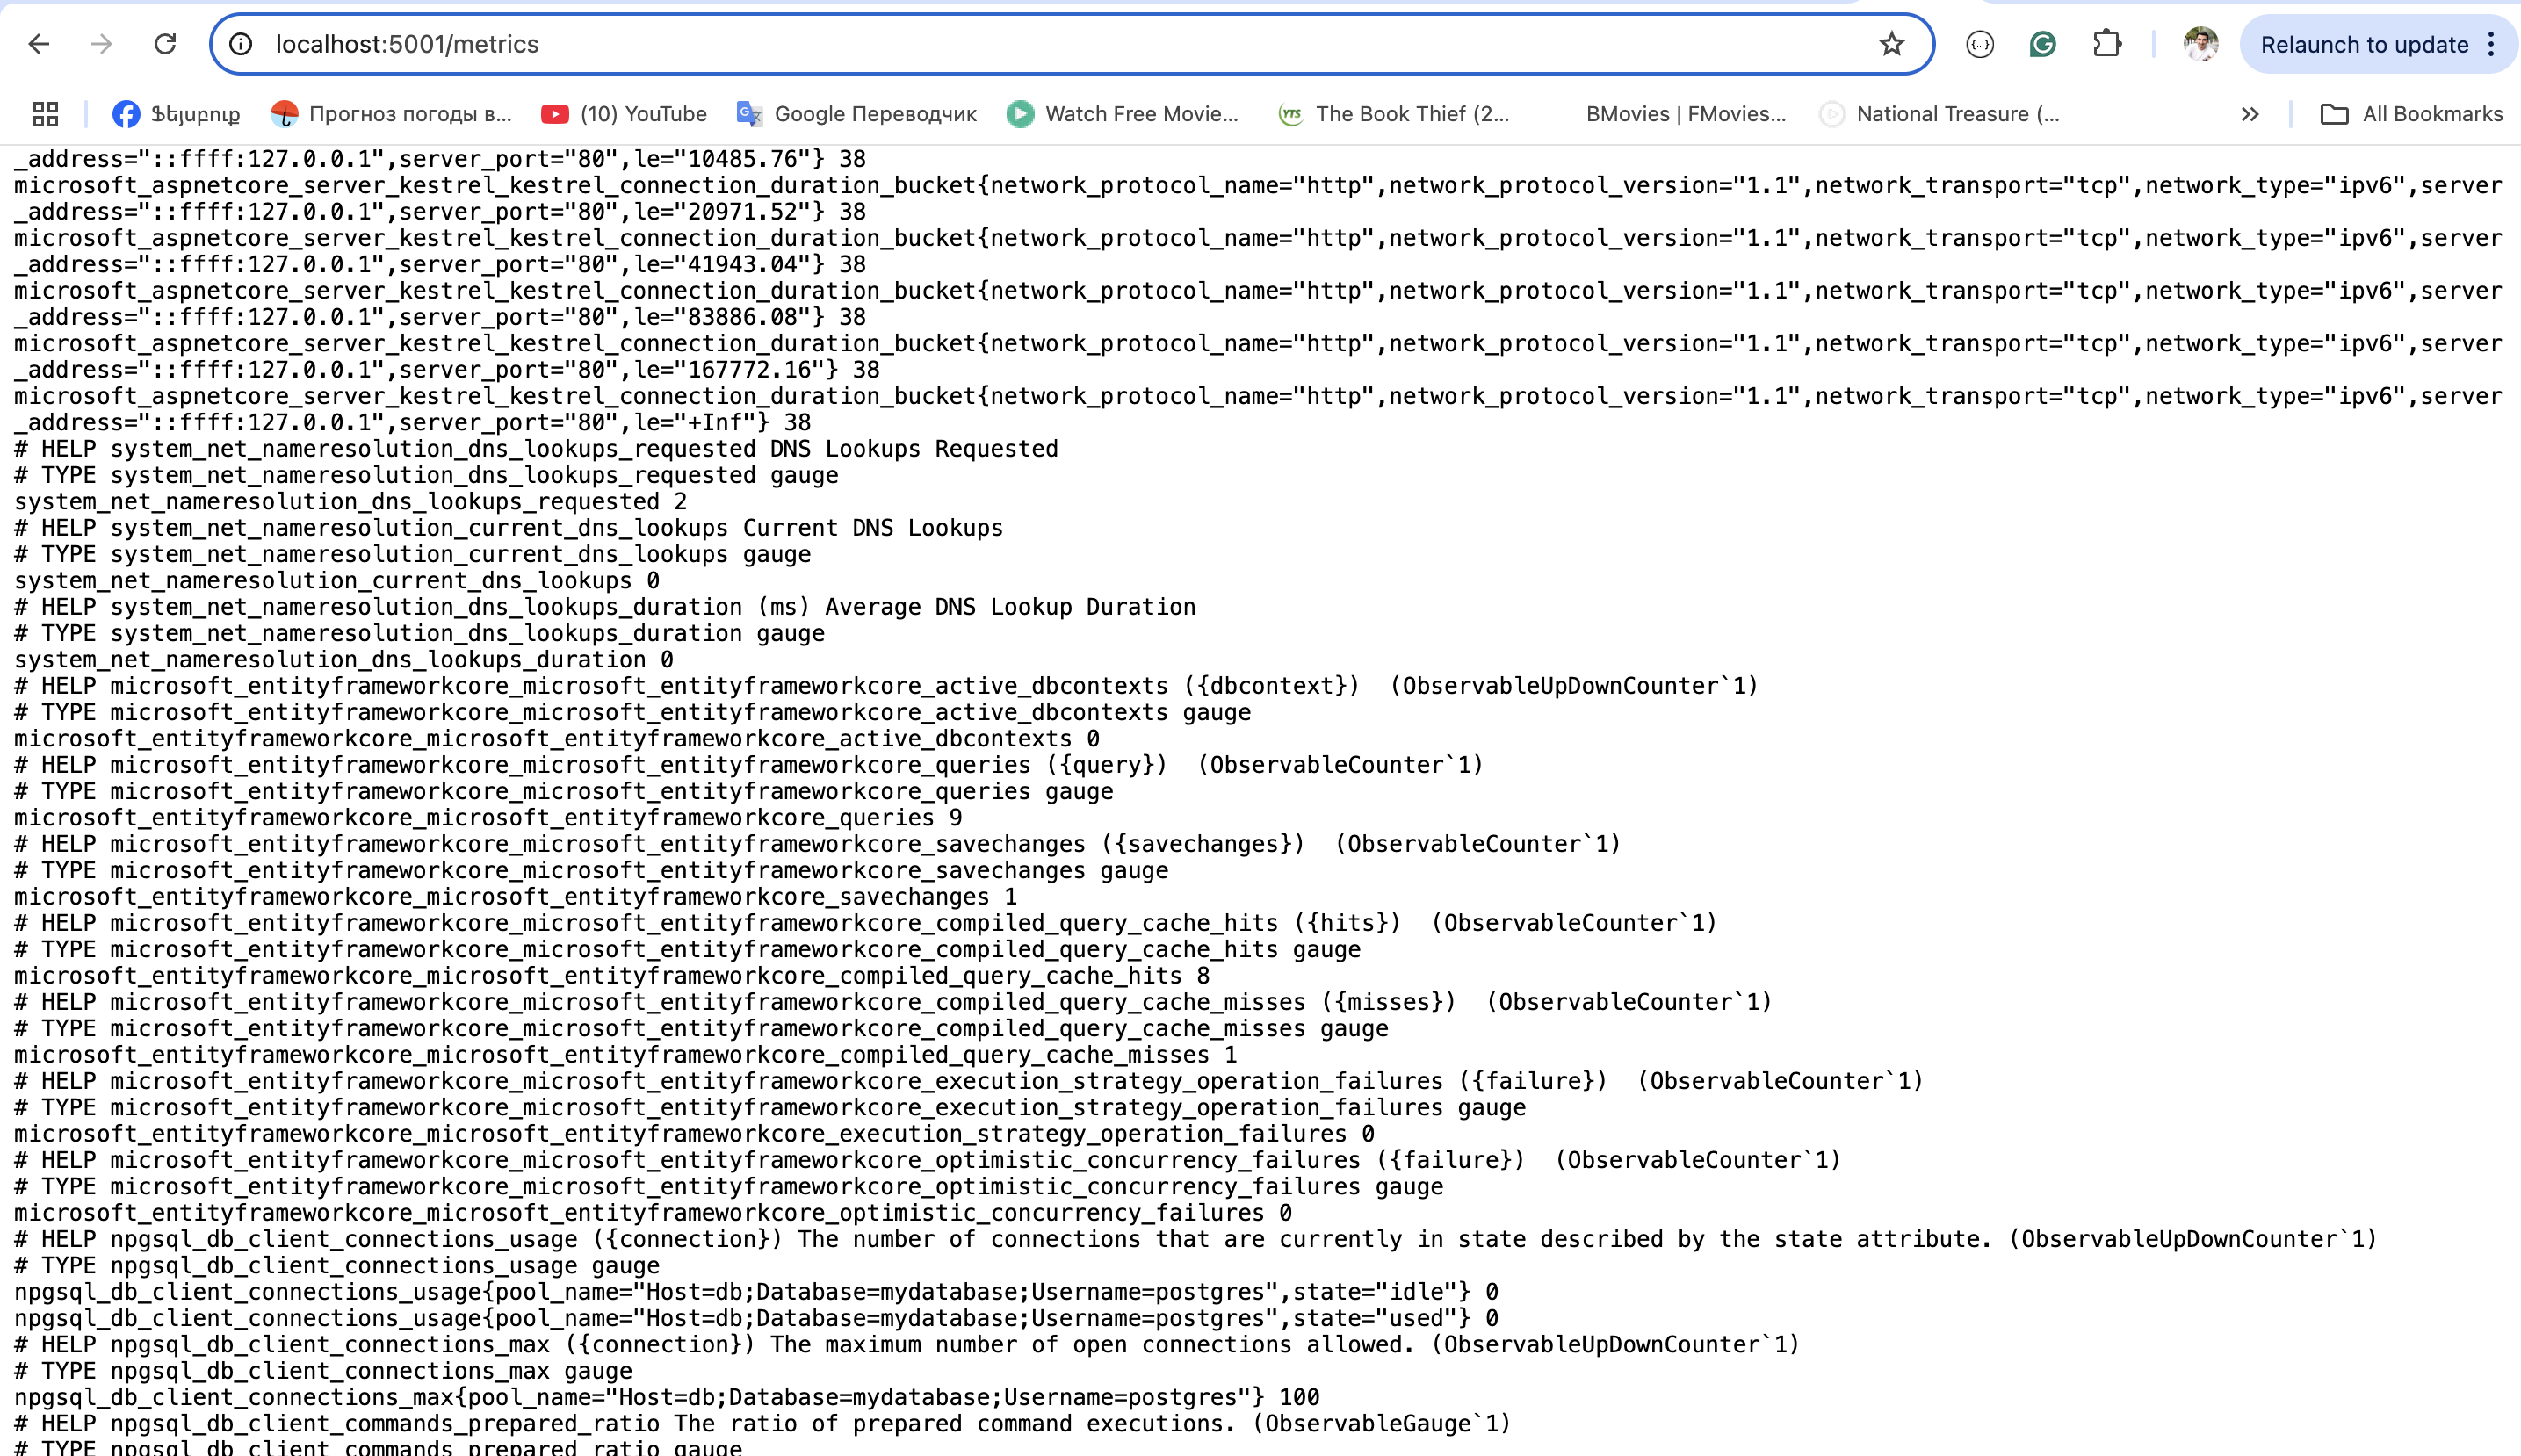 localhost:5001/metrics
Relaunch to update
Ֆեյսբուք
Прогноз погоды в...
(10) YouTube
Google Переводчик
Watch Free Movie...
YTS
The Book Thief (2...
BMovies | FMovies...
National Treasure (...
All Bookmarks
_address="::ffff:127.0.0.1",server_port="80",le="10485.76"} 38
microsoft_aspnetcore_server_kestrel_kestrel_connection_duration_bucket{network_protocol_name="http",network_protocol_version="1.1",network_transport="tcp",network_type="ipv6",server
_address="::ffff:127.0.0.1",server_port="80",le="20971.52"} 38
microsoft_aspnetcore_server_kestrel_kestrel_connection_duration_bucket{network_protocol_name="http",network_protocol_version="1.1",network_transport="tcp",network_type="ipv6",server
_address="::ffff:127.0.0.1",server_port="80",le="41943.04"} 38
microsoft_aspnetcore_server_kestrel_kestrel_connection_duration_bucket{network_protocol_name="http",network_protocol_version="1.1",network_transport="tcp",network_type="ipv6",server
_address="::ffff:127.0.0.1",server_port="80",le="83886.08"} 38
microsoft_aspnetcore_server_kestrel_kestrel_connection_duration_bucket{network_protocol_name="http",network_protocol_version="1.1",network_transport="tcp",network_type="ipv6",server
_address="::ffff:127.0.0.1",server_port="80",le="167772.16"} 38
microsoft_aspnetcore_server_kestrel_kestrel_connection_duration_bucket{network_protocol_name="http",network_protocol_version="1.1",network_transport="tcp",network_type="ipv6",server
_address="::ffff:127.0.0.1",server_port="80",le="+Inf"} 38
# HELP system_net_nameresolution_dns_lookups_requested DNS Lookups Requested
# TYPE system_net_nameresolution_dns_lookups_requested gauge
system_net_nameresolution_dns_lookups_requested 2
# HELP system_net_nameresolution_current_dns_lookups Current DNS Lookups
# TYPE system_net_nameresolution_current_dns_lookups gauge
system_net_nameresolution_current_dns_lookups 0
# HELP system_net_nameresolution_dns_lookups_duration (ms) Average DNS Lookup Duration
# TYPE system_net_nameresolution_dns_lookups_duration gauge
system_net_nameresolution_dns_lookups_duration 0
# HELP microsoft_entityframeworkcore_microsoft_entityframeworkcore_active_dbcontexts ({dbcontext})  (ObservableUpDownCounter`1)
# TYPE microsoft_entityframeworkcore_microsoft_entityframeworkcore_active_dbcontexts gauge
microsoft_entityframeworkcore_microsoft_entityframeworkcore_active_dbcontexts 0
# HELP microsoft_entityframeworkcore_microsoft_entityframeworkcore_queries ({query})  (ObservableCounter`1)
# TYPE microsoft_entityframeworkcore_microsoft_entityframeworkcore_queries gauge
microsoft_entityframeworkcore_microsoft_entityframeworkcore_queries 9
# HELP microsoft_entityframeworkcore_microsoft_entityframeworkcore_savechanges ({savechanges})  (ObservableCounter`1)
# TYPE microsoft_entityframeworkcore_microsoft_entityframeworkcore_savechanges gauge
microsoft_entityframeworkcore_microsoft_entityframeworkcore_savechanges 1
# HELP microsoft_entityframeworkcore_microsoft_entityframeworkcore_compiled_query_cache_hits ({hits})  (ObservableCounter`1)
# TYPE microsoft_entityframeworkcore_microsoft_entityframeworkcore_compiled_query_cache_hits gauge
microsoft_entityframeworkcore_microsoft_entityframeworkcore_compiled_query_cache_hits 8
# HELP microsoft_entityframeworkcore_microsoft_entityframeworkcore_compiled_query_cache_misses ({misses})  (ObservableCounter`1)
# TYPE microsoft_entityframeworkcore_microsoft_entityframeworkcore_compiled_query_cache_misses gauge
microsoft_entityframeworkcore_microsoft_entityframeworkcore_compiled_query_cache_misses 1
# HELP microsoft_entityframeworkcore_microsoft_entityframeworkcore_execution_strategy_operation_failures ({failure})  (ObservableCounter`1)
# TYPE microsoft_entityframeworkcore_microsoft_entityframeworkcore_execution_strategy_operation_failures gauge
microsoft_entityframeworkcore_microsoft_entityframeworkcore_execution_strategy_operation_failures 0
# HELP microsoft_entityframeworkcore_microsoft_entityframeworkcore_optimistic_concurrency_failures ({failure})  (ObservableCounter`1)
# TYPE microsoft_entityframeworkcore_microsoft_entityframeworkcore_optimistic_concurrency_failures gauge
microsoft_entityframeworkcore_microsoft_entityframeworkcore_optimistic_concurrency_failures 0
# HELP npgsql_db_client_connections_usage ({connection}) The number of connections that are currently in state described by the state attribute. (ObservableUpDownCounter`1)
# TYPE npgsql_db_client_connections_usage gauge
npgsql_db_client_connections_usage{pool_name="Host=db;Database=mydatabase;Username=postgres",state="idle"} 0
npgsql_db_client_connections_usage{pool_name="Host=db;Database=mydatabase;Username=postgres",state="used"} 0
# HELP npgsql_db_client_connections_max ({connection}) The maximum number of open connections allowed. (ObservableUpDownCounter`1)
# TYPE npgsql_db_client_connections_max gauge
npgsql_db_client_connections_max{pool_name="Host=db;Database=mydatabase;Username=postgres"} 100
# HELP npgsql_db_client_commands_prepared_ratio The ratio of prepared command executions. (ObservableGauge`1)
# TYPE npgsql_db_client_commands_prepared_ratio gauge